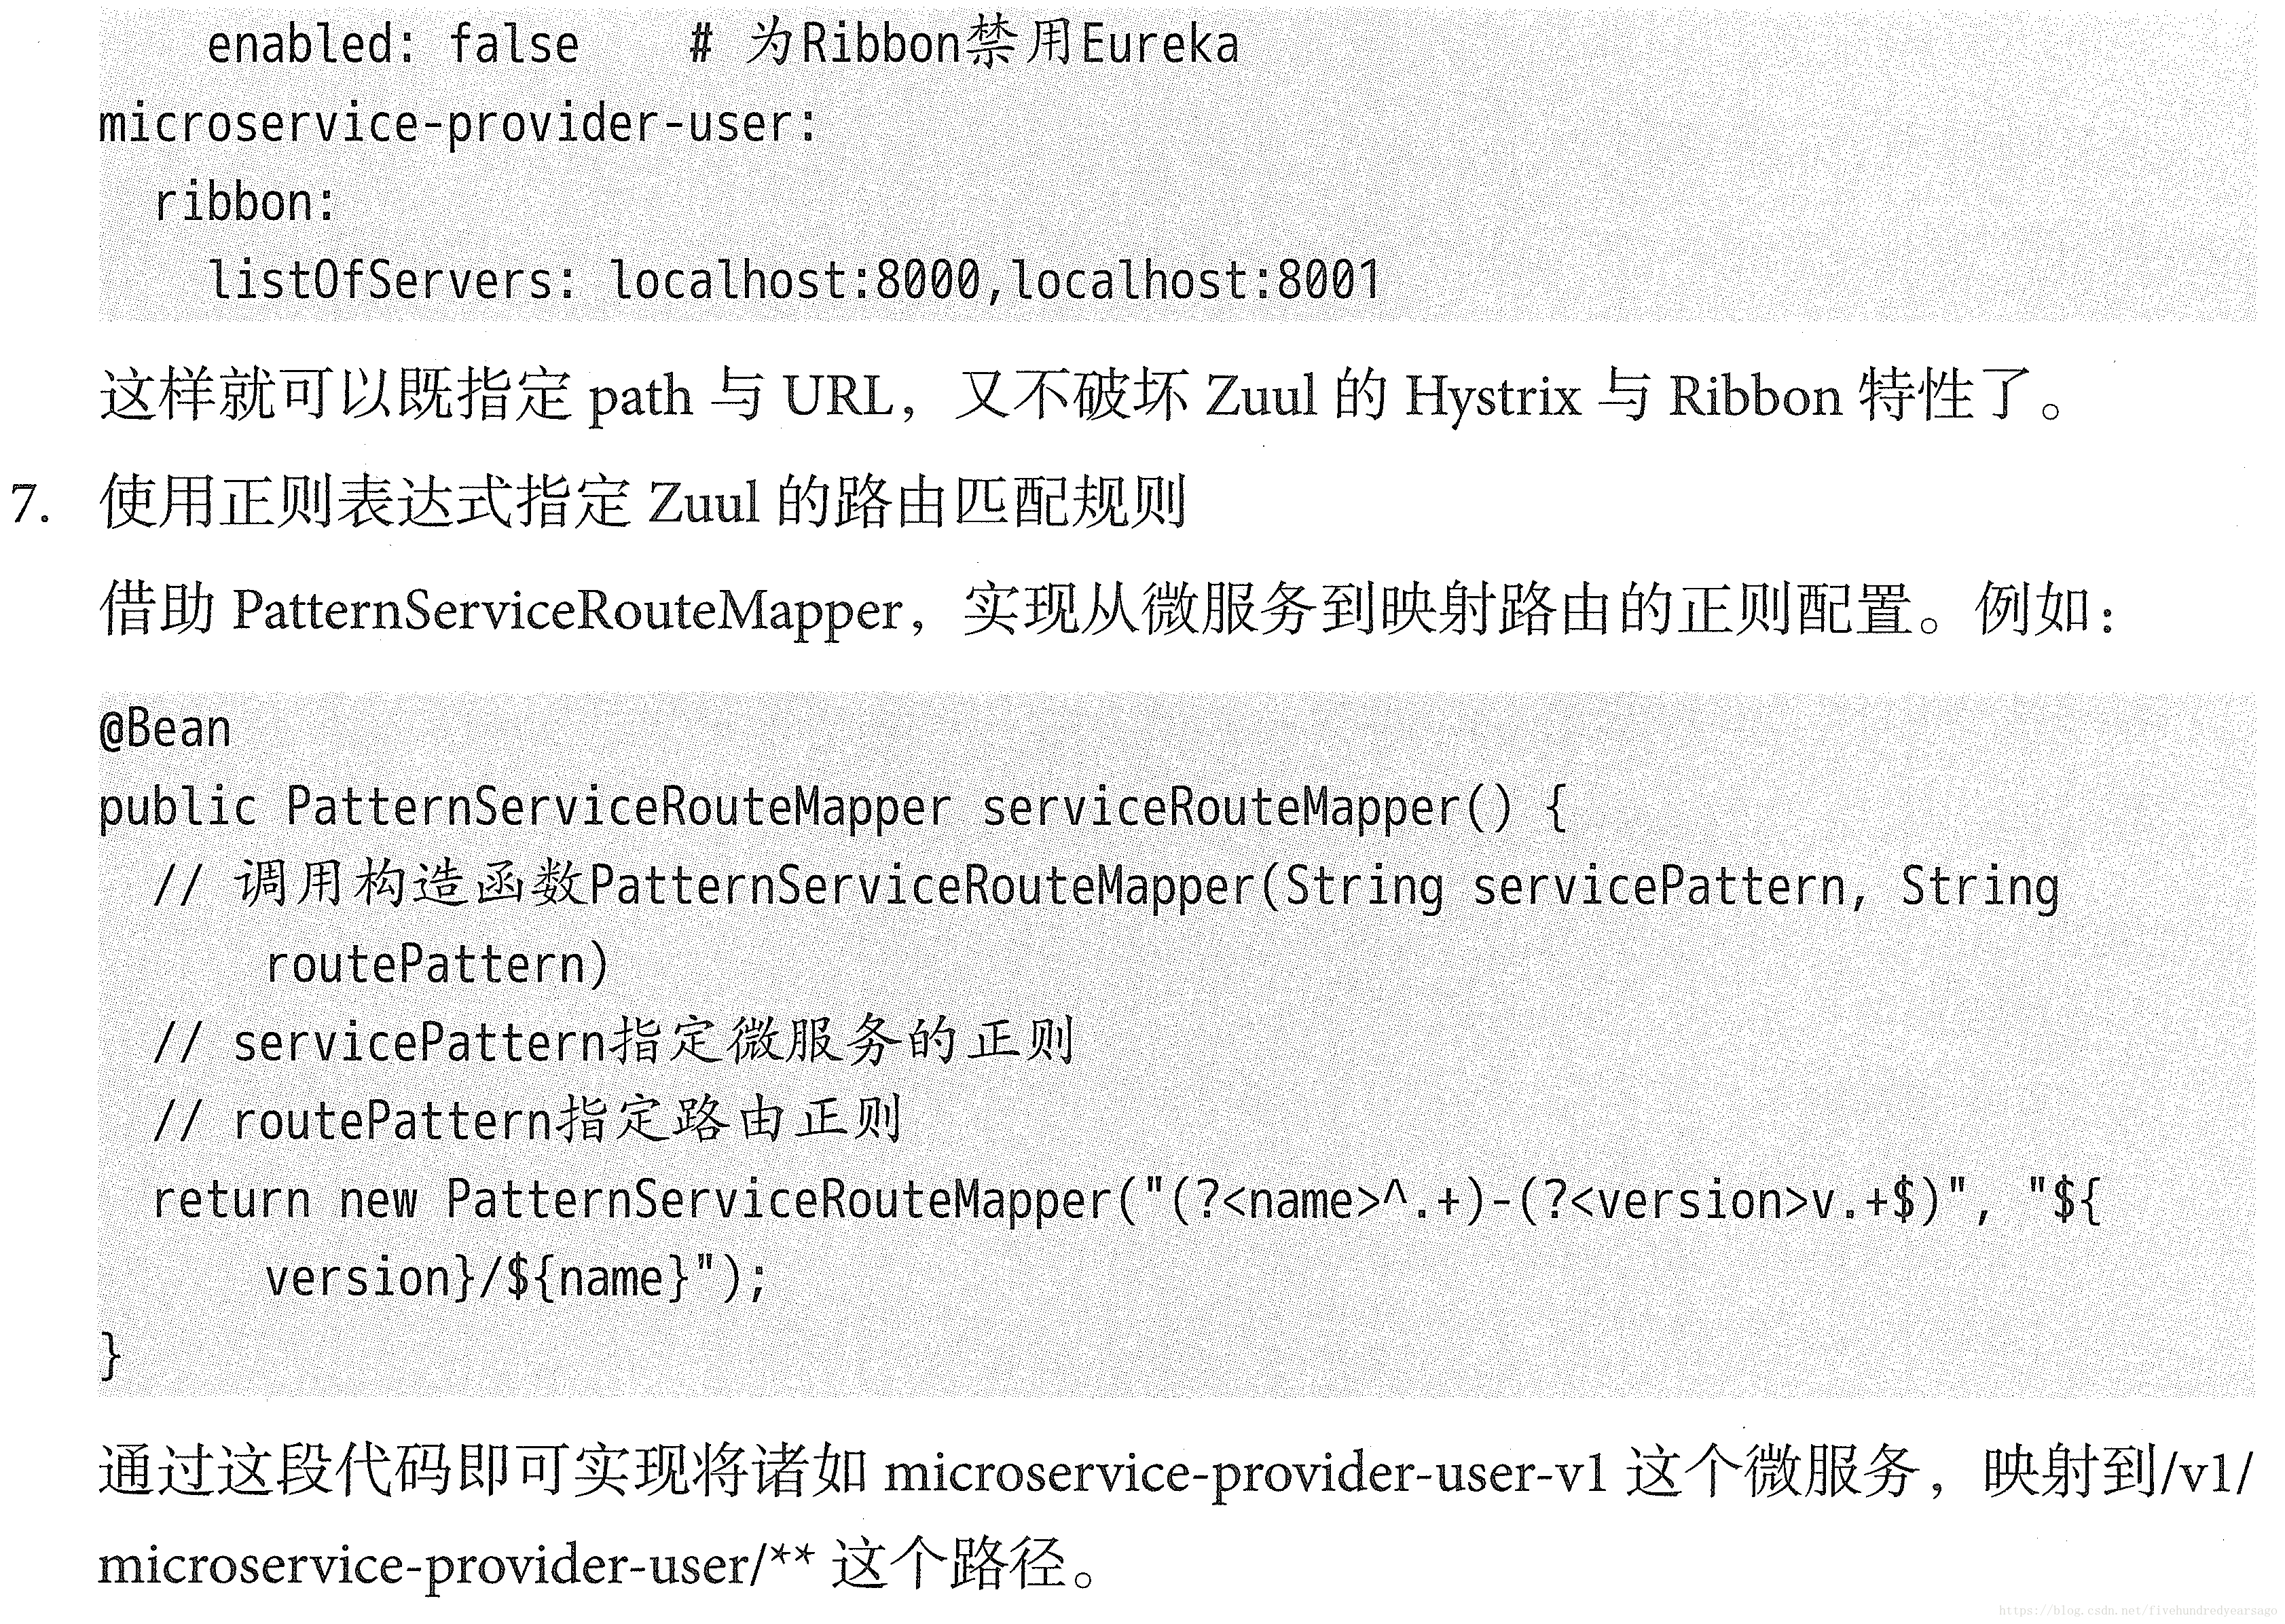 enabled: false    # 为Ribbon禁用Eureka
microservice-provider-user:
  ribbon:
    listOfServers: localhost:8000,localhost:8001
这样就可以既指定 path 与 URL，又不破坏 Zuul 的 Hystrix 与 Ribbon 特性了。
7. 使用正则表达式指定 Zuul 的路由匹配规则
借助 PatternServiceRouteMapper，实现从微服务到映射路由的正则配置。例如：
@Bean
public PatternServiceRouteMapper serviceRouteMapper() {
  // 调用构造函数PatternServiceRouteMapper(String servicePattern, String
      routePattern)
  // servicePattern指定微服务的正则
  // routePattern指定路由正则
  return new PatternServiceRouteMapper("(?<name>^.+)-(?<version>v.+$)", "${
      version}/${name}");
}
通过这段代码即可实现将诸如 microservice-provider-user-v1 这个微服务，映射到/v1/
microservice-provider-user/** 这个路径。
https://blog.csdn.net/fivehundredyearsago